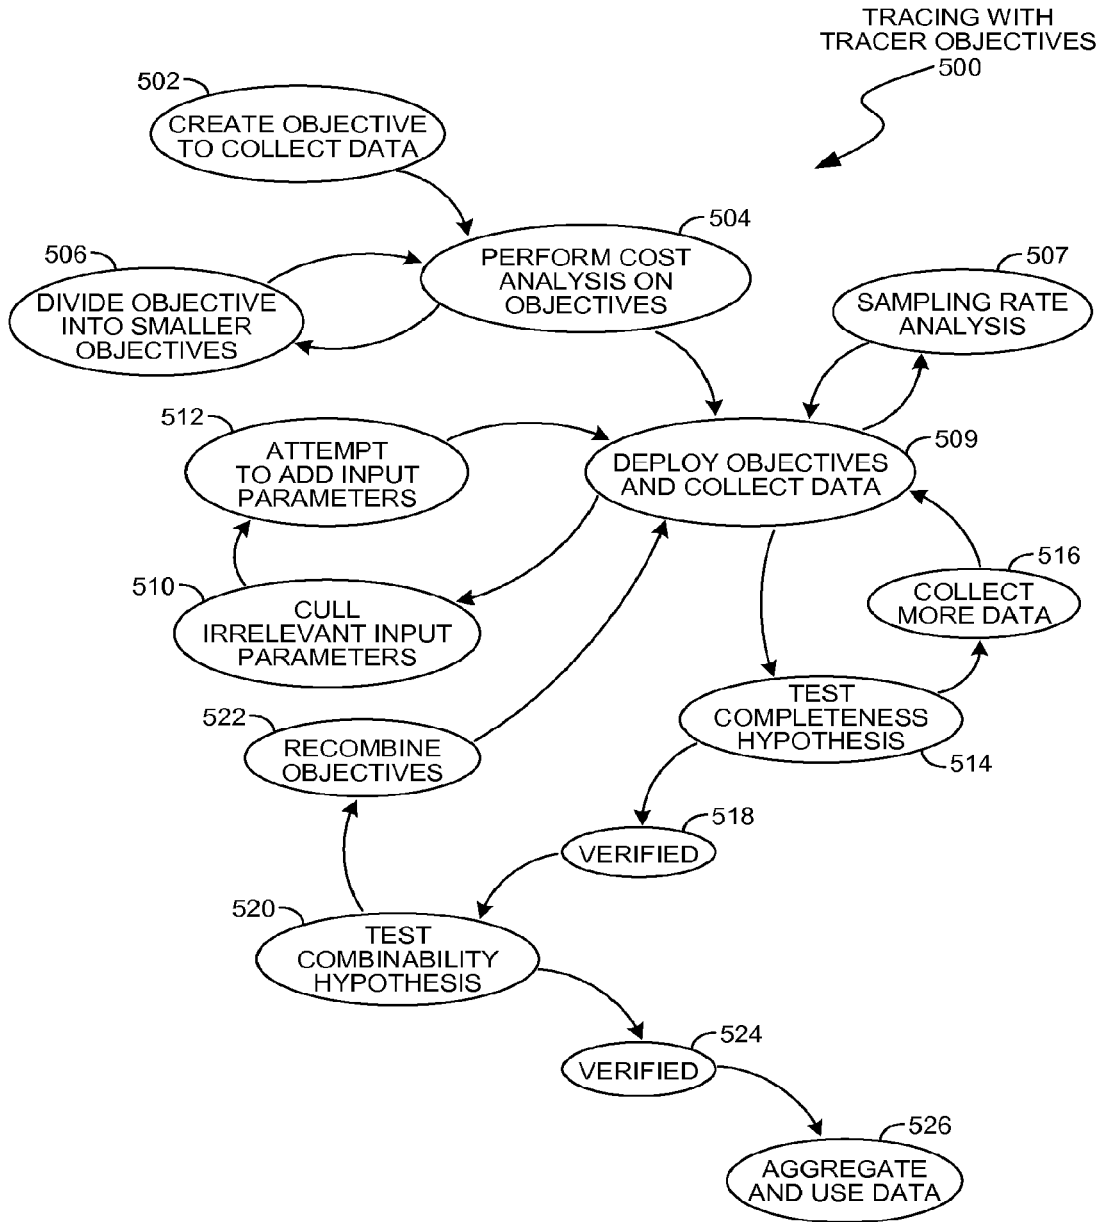 TRACING WITH
TRACER OBJECTIVES
500
502
CREATE OBJECTIVE
TO COLLECT DATA
504
PERFORM COST
ANALYSIS ON
OBJECTIVES
506
DIVIDE OBJECTIVE
INTO SMALLER
OBJECTIVES
507
SAMPLING RATE
ANALYSIS
512
ATTEMPT
TO ADD INPUT
PARAMETERS
509
DEPLOY OBJECTIVES
AND COLLECT DATA
510
CULL
IRRELEVANT INPUT
PARAMETERS
516
COLLECT
MORE DATA
522
RECOMBINE
OBJECTIVES
TEST
COMPLETENESS
HYPOTHESIS
514
518
VERIFIED
520
TEST
COMBINABILITY
HYPOTHESIS
524
VERIFIED
526
AGGREGATE
AND USE DATA